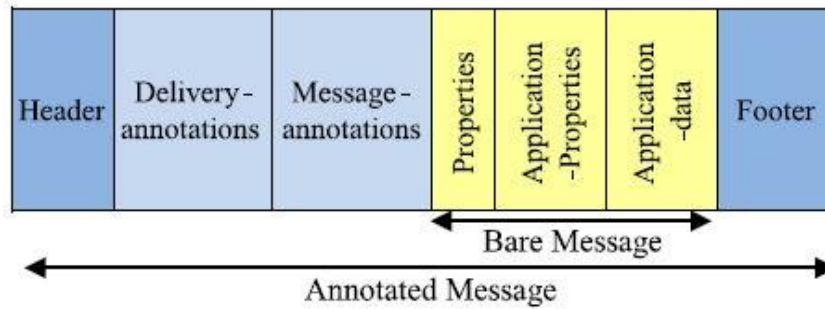 Header
Delivery-
annotations
Message-
annotations
Properties
Application
-Properties
Application
-data
Footer
Bare Message
Annotated Message